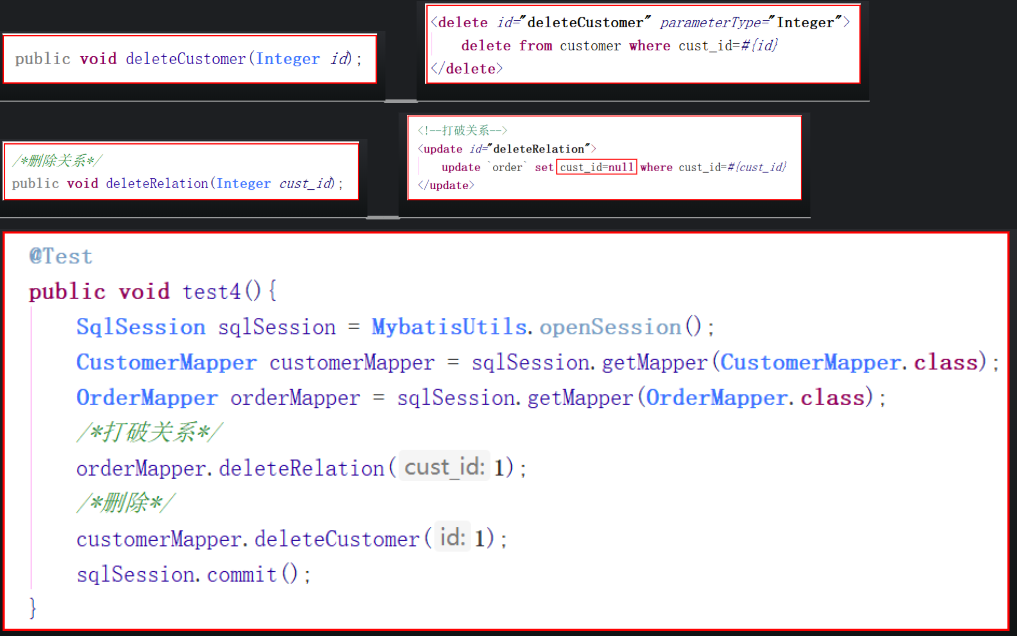 public void deleteCustomer(Integer id);
<delete id="deleteCustomer" parameterType="Integer">
delete from customer where cust_id=#{id}
</delete>
/*删除关系*/
public void deleteRelation(Integer cust_id);
<!--打破关系-->
<update id="deleteRelation">
update `order` set cust_id=null where cust_id=#{cust_id}
</update>
@Test
public void test4(){
SqlSession sqlSession = MybatisUtils.openSession();
CustomerMapper customerMapper = sqlSession.getMapper(CustomerMapper.class);
OrderMapper orderMapper = sqlSession.getMapper(OrderMapper.class);
/*打破关系*/
orderMapper.deleteRelation( cust_id: 1);
/*删除*/
customerMapper.deleteCustomer( id: 1);
sqlSession.commit();
}